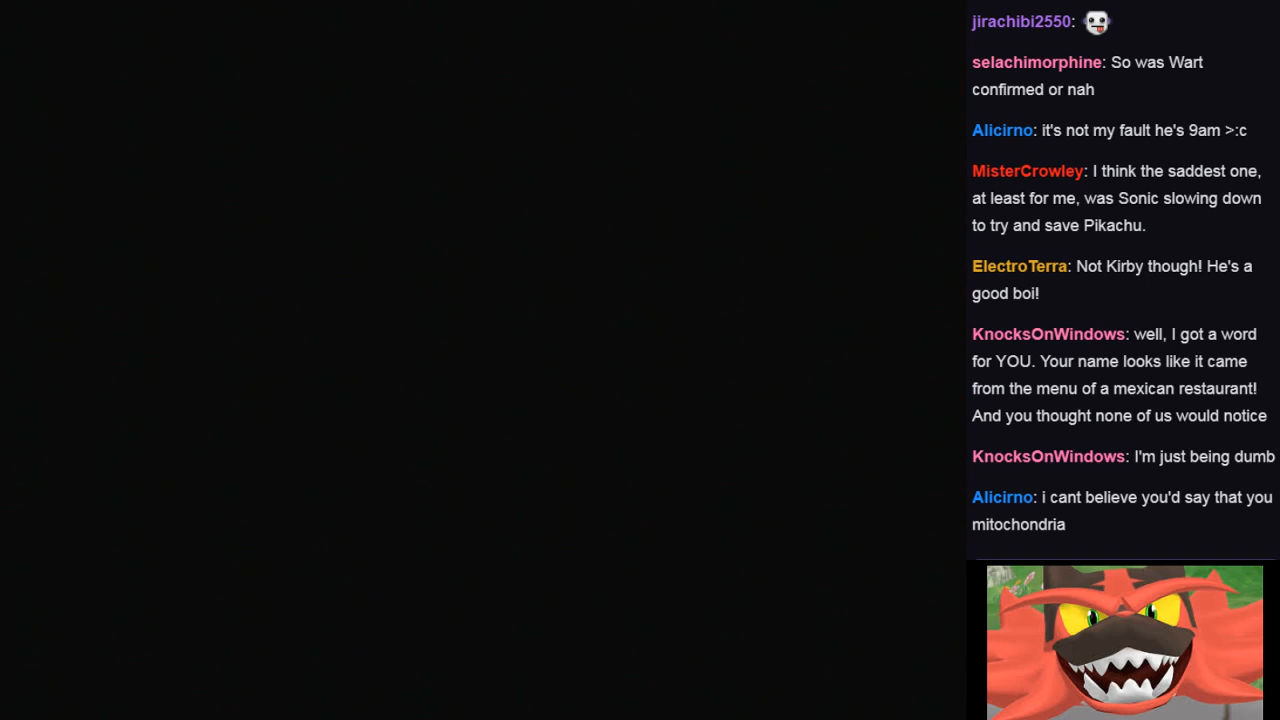 jirachibi2550:
selachimorphine: So was Wart
confirmed or nah
Alicirno: it's not my fault he's 9am >:c
MisterCrowley: I think the saddest one,
at least for me, was Sonic slowing down
to try and save Pikachu.
ElectroTerra: Not Kirby though! He's a
good boi!
KnocksOnWindows: well, I got a word
for YOU. Your name looks like it came
from the menu of a mexican restaurant!
And you thought none of us would notice
KnocksOnWindows: I'm just being dumb
Alicirno: i cant believe you'd say that you
mitochondria